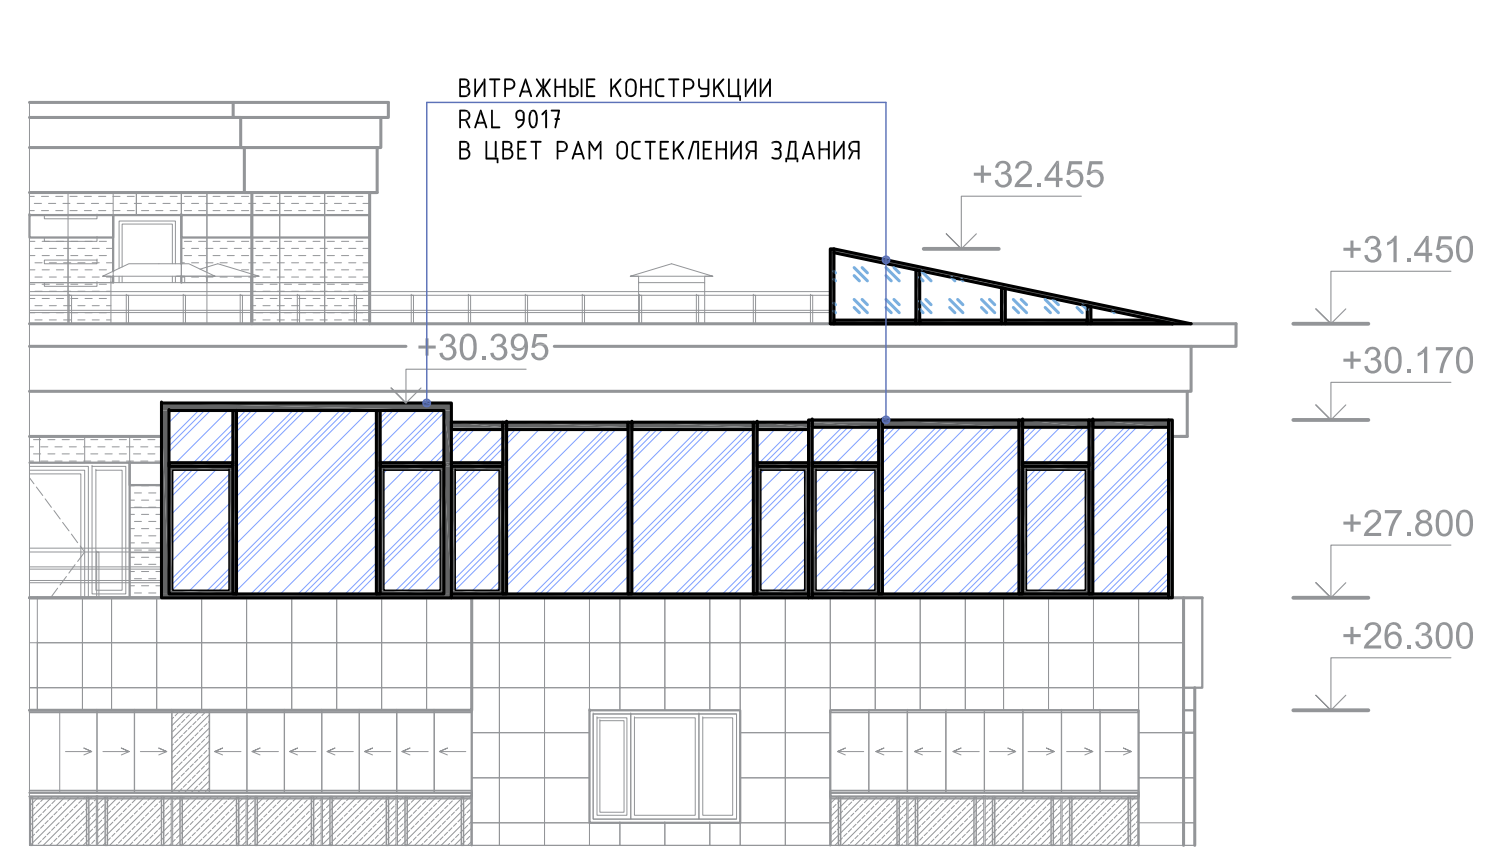 ВИТРАЖНЫЕ КОНСТРУКЦИИ
RAL 9017
В ЦВЕТ РАМ ОСТЕКЛЕНИЯ ЗДАНИЯ
+32.455
+31.450
+30.395
+30.170
+27.800
+26.300